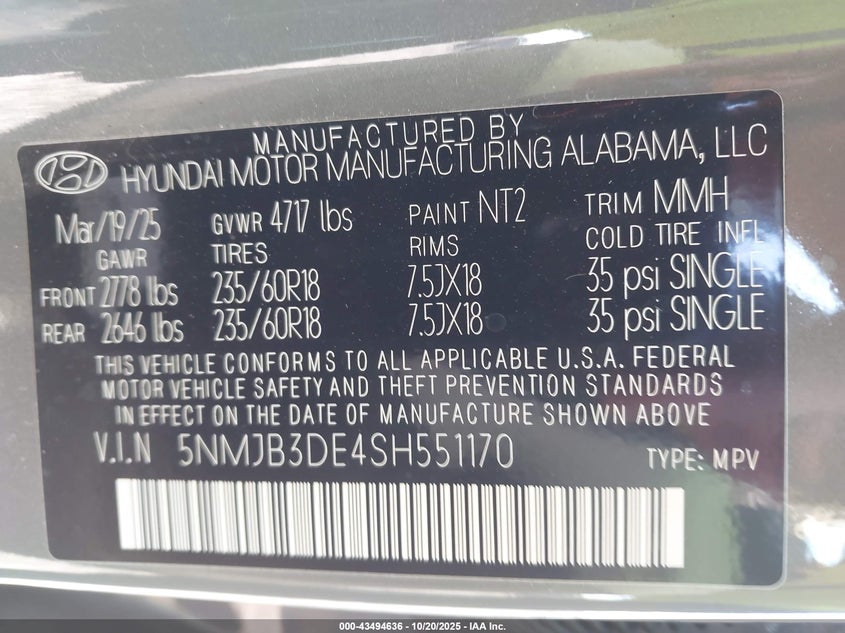 MANUFACTURED BY
HYUNDAI MOTOR MANUFACTURING ALABAMA, LLC
Mar/19/25 GVWR 4717 lbs PAINT NT2 TRIM MMH
GAWR TIRES RIMS COLD TIRE INFL
FRONT 2778 lbs 235/60R18 7.5JX18 35 psi SINGLE
REAR 2646 lbs 235/60R18 7.5JX18 35 psi SINGLE
THIS VEHICLE CONFORMS TO ALL APPLICABLE U.S.A. FEDERAL
MOTOR VEHICLE SAFETY AND THEFT PREVENTION STANDARDS
IN EFFECT ON THE DATE OF MANUFACTURE SHOWN ABOVE
V.I.N 5NMJB3DE4SH551170 TYPE: MPV
000-43494636 - 10/20/2025 - IAA Inc.